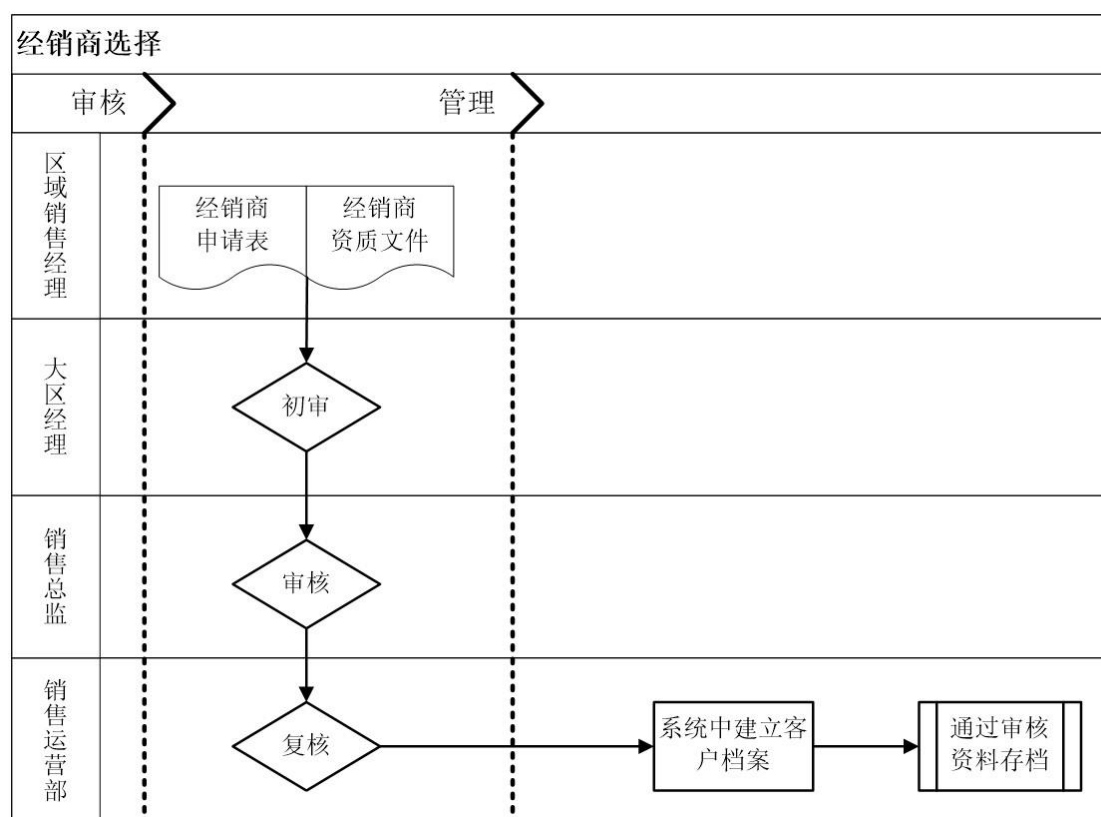 经销商选择
审核
管理
区域销售经理
经销商
申请表
经销商
资质文件
大区经理
初审
销售总监
审核
销售运营部
复核
系统中建立客
户档案
通过审核
资料存档